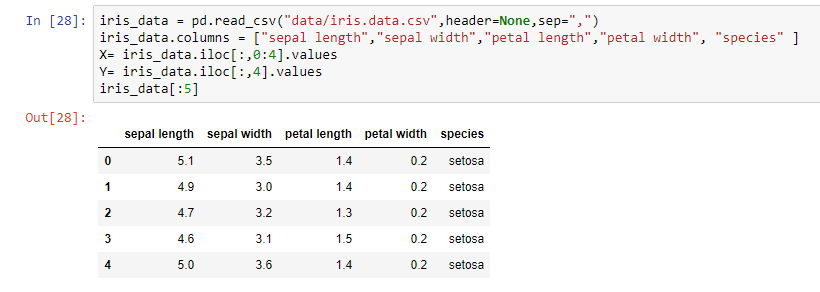 In [28]: iris_data = pd.read_csv("data/iris.data.csv",header=None,sep=",")
iris_data.columns = ["sepal length","sepal width","petal length","petal width", "species" ]
X= iris_data.iloc[:,0:4].values
Y= iris_data.iloc[:,4].values
iris_data[:5]
Out[28]:
sepal length sepal width petal length petal width species
0 5.1 3.5 1.4 0.2 setosa
1 4.9 3.0 1.4 0.2 setosa
2 4.7 3.2 1.3 0.2 setosa
3 4.6 3.1 1.5 0.2 setosa
4 5.0 3.6 1.4 0.2 setosa